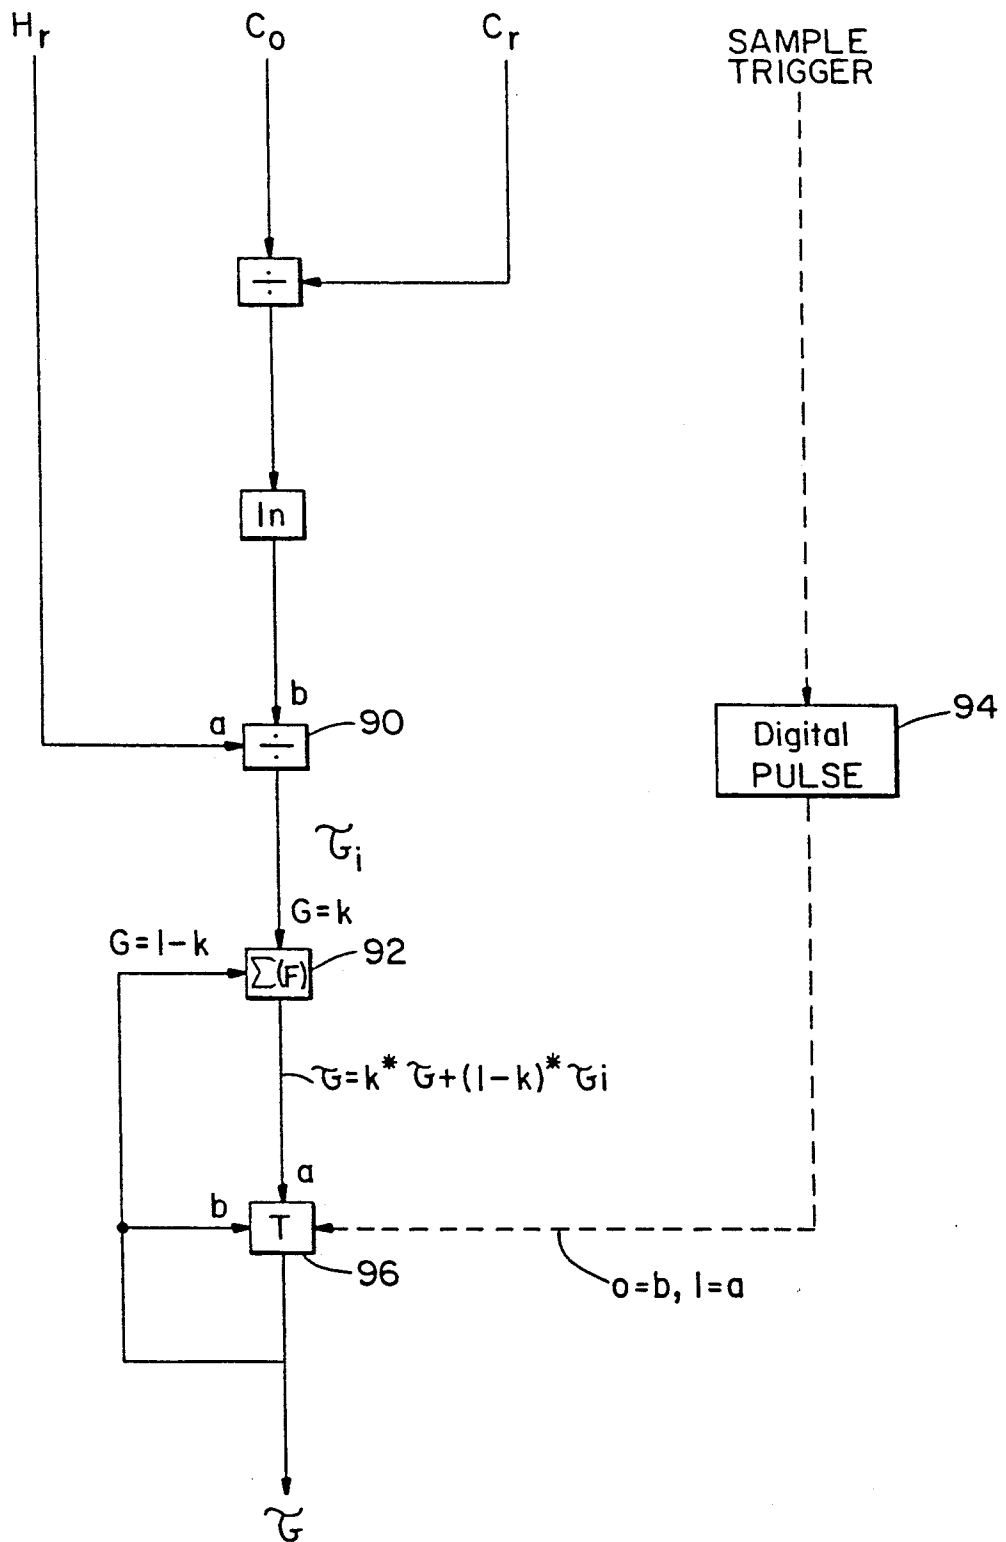 Hr
Co
Cr
SAMPLE
TRIGGER
÷
ln
b
a
÷
90
94
Digital
PULSE
τi
G=k
G=1-k
92
Σ(F)
τ=k* τ+(1-k)* τi
a
b
T
96
o=b, 1=a
τ